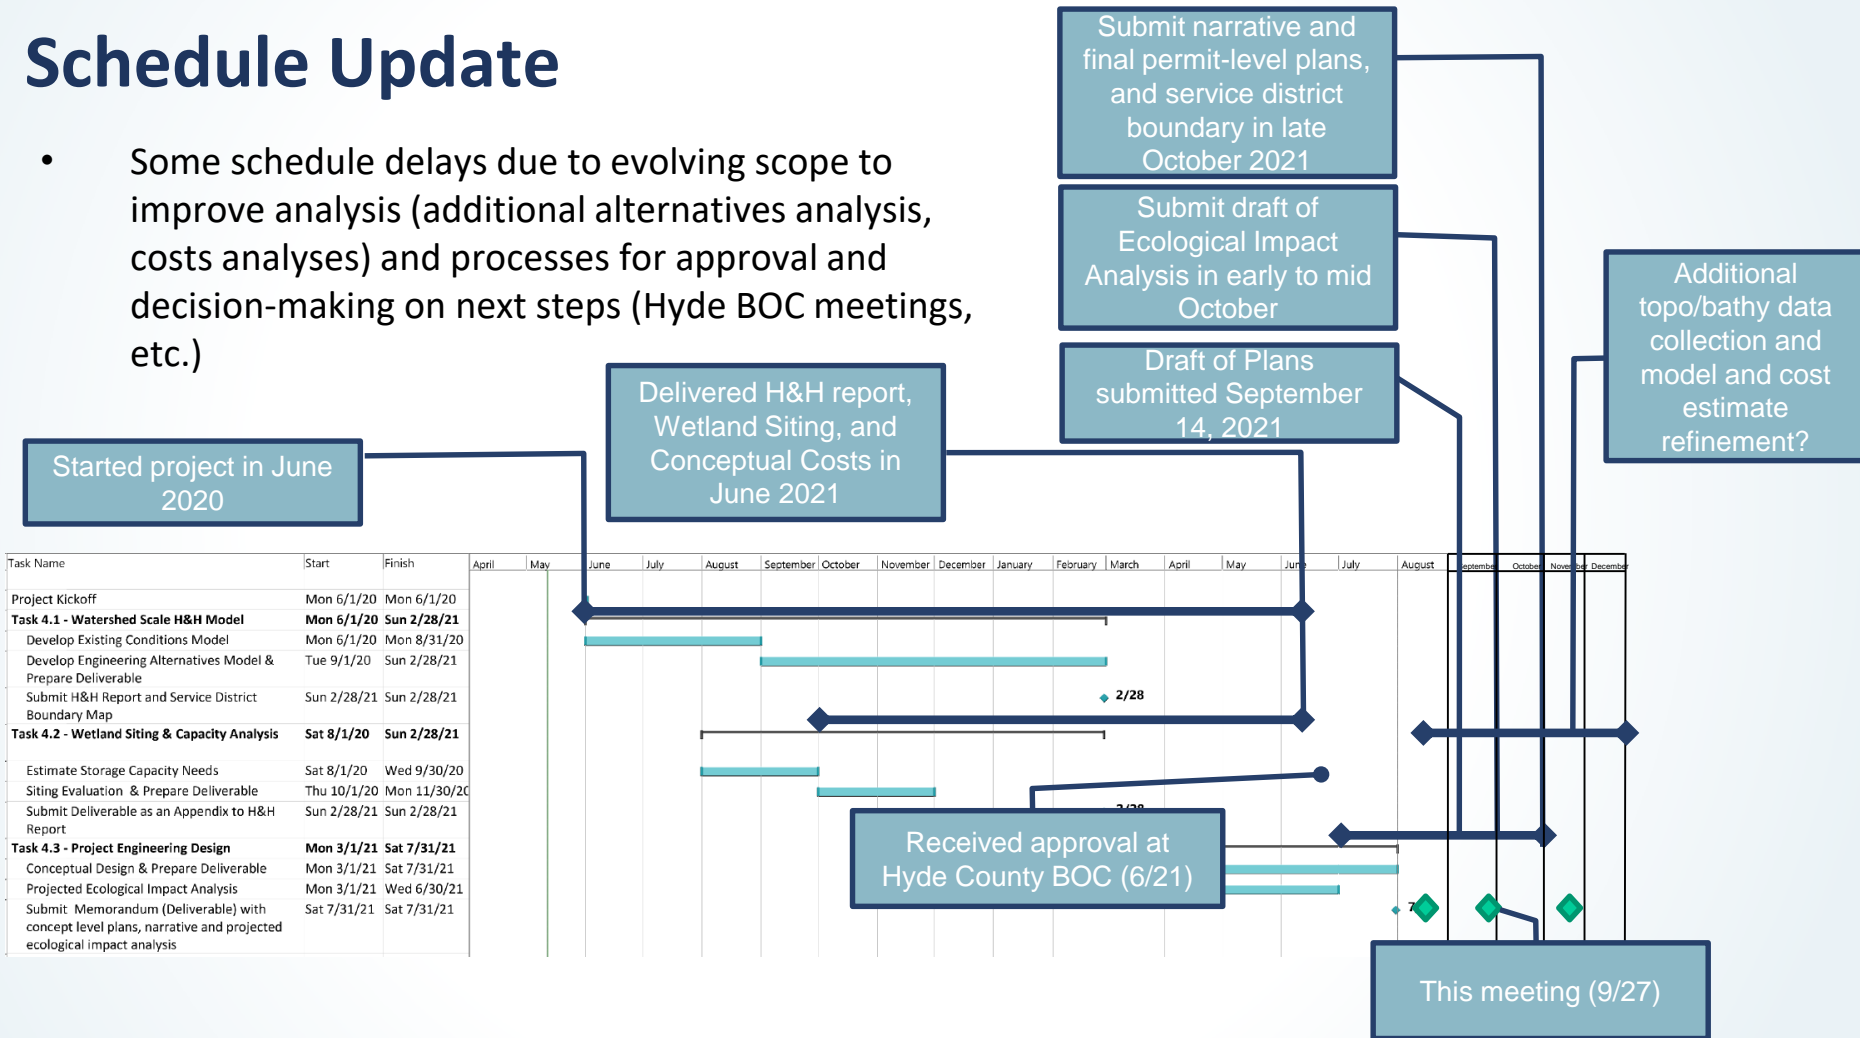 Schedule Update
• Some schedule delays due to evolving scope to
improve analysis (additional alternatives analysis,
costs analyses) and processes for approval and
decision-making on next steps (Hyde BOC meetings,
etc.)
Submit narrative and
final permit-level plans,
and service district
boundary in late
October 2021
Submit draft of
Ecological Impact
Analysis in early to mid
October
Draft of Plans
submitted September
14, 2021
Additional
topo/bathy data
collection and
model and cost
estimate
refinement?
Delivered H&H report,
Wetland Siting, and
Conceptual Costs in
June 2021
Started project in June
2020
Task Name Start Finish April May June July August September October November December January February March April May June July August September October November December
Project Kickoff Mon 6/1/20 Mon 6/1/20
Task 4.1 - Watershed Scale H&H Model Mon 6/1/20 Sun 2/28/21
Develop Existing Conditions Model Mon 6/1/20 Mon 8/31/20
Develop Engineering Alternatives Model & Tue 9/1/20 Sun 2/28/21
Prepare Deliverable
Submit H&H Report and Service District Sun 2/28/21 Sun 2/28/21 2/28
Boundary Map
Task 4.2 - Wetland Siting & Capacity Analysis Sat 8/1/20 Sun 2/28/21
Estimate Storage Capacity Needs Sat 8/1/20 Wed 9/30/20
Siting Evaluation & Prepare Deliverable Thu 10/1/20 Mon 11/30/20
Submit Deliverable as an Appendix to H&H Sun 2/28/21 Sun 2/28/21 2/28
Report
Task 4.3 - Project Engineering Design Mon 3/1/21 Sat 7/31/21
Conceptual Design & Prepare Deliverable Mon 3/1/21 Sat 7/31/21
Projected Ecological Impact Analysis Mon 3/1/21 Wed 6/30/21
Submit Memorandum (Deliverable) with Sat 7/31/21 Sat 7/31/21 7
concept level plans, narrative and projected
ecological impact analysis
Received approval at
Hyde County BOC (6/21)
This meeting (9/27)